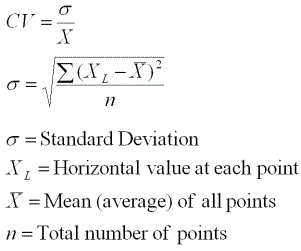 CV = σ / X
σ = √( ∑ (X_L − X̅)² / n )
σ = Standard Deviation
X_L = Horizontal value at each point
X̅ = Mean (average) of all points
n = Total number of points